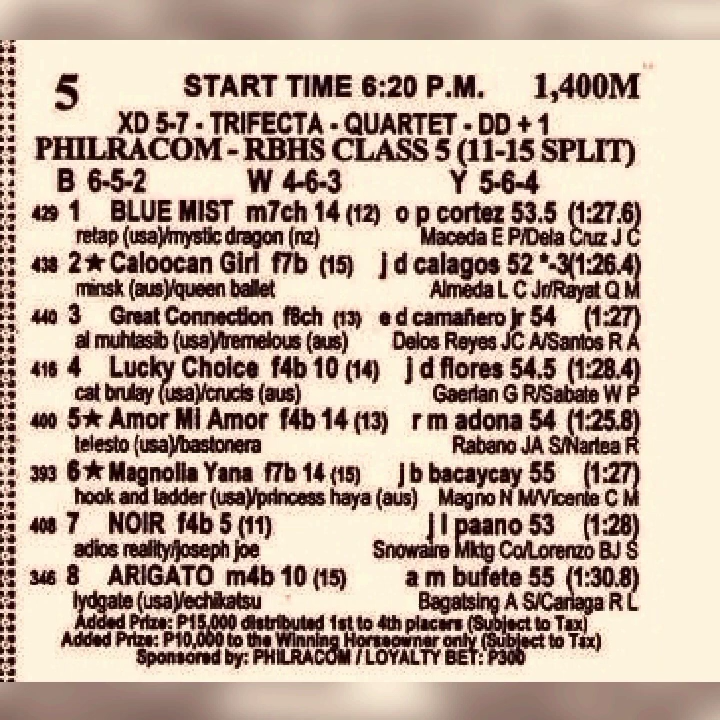 5 START TIME 6:20 P.M. 1,400M
XD 5-7 - TRIFECTA - QUARTET - DD + 1
PHILRACOM - RBHS CLASS 5 (11-15 SPLIT)
B 6-5-2 W 4-6-3 Y 5-6-4
429 1 BLUE MIST m7ch 14 (12) o p cortez 53.5 (1:27.6)
retap (usa)/mystic dragon (nz) Maceda E P/Dela Cruz J C
438 2★ Caloocan Girl f7b (15) j d calagos 52 *-3(1:26.4)
minsk (aus)/queen ballet Almeda L C Jr/Rayat Q M
440 3 Great Connection f8ch (13) e d camañero jr 54 (1:27)
al muhtasib (usa)/tremelous (aus) Delos Reyes JC A/Santos R A
416 4 Lucky Choice f4b 10 (14) j d flores 54.5 (1:28.4)
cat brulay (usa)/crucis (aus) Gaerlan G R/Sabate W P
400 5★ Amor Mi Amor f4b 14 (13) r m adona 54 (1:25.8)
telesto (usa)/bastonera Rabano JA S/Nartea R
393 6★ Magnolia Yana f7b 14 (15) j b bacaycay 55 (1:27)
hook and ladder (usa)/princess haya (aus) Magno N M/Vicente C M
408 7 NOIR f4b 5 (11) j l paano 53 (1:28)
adios reality/joseph joe Snowaire Mktg Co/Lorenzo BJ S
346 8 ARIGATO m4b 10 (15) a m bufete 55 (1:30.8)
lydgate (usa)/echikatsu Bagatsing A S/Cariaga R L
Added Prize: P15,000 distributed 1st to 4th placers (Subject to Tax)
Added Prize: P10,000 to the Winning Horseowner only (Subject to Tax)
Sponsored by: PHILRACOM / LOYALTY BET: P300